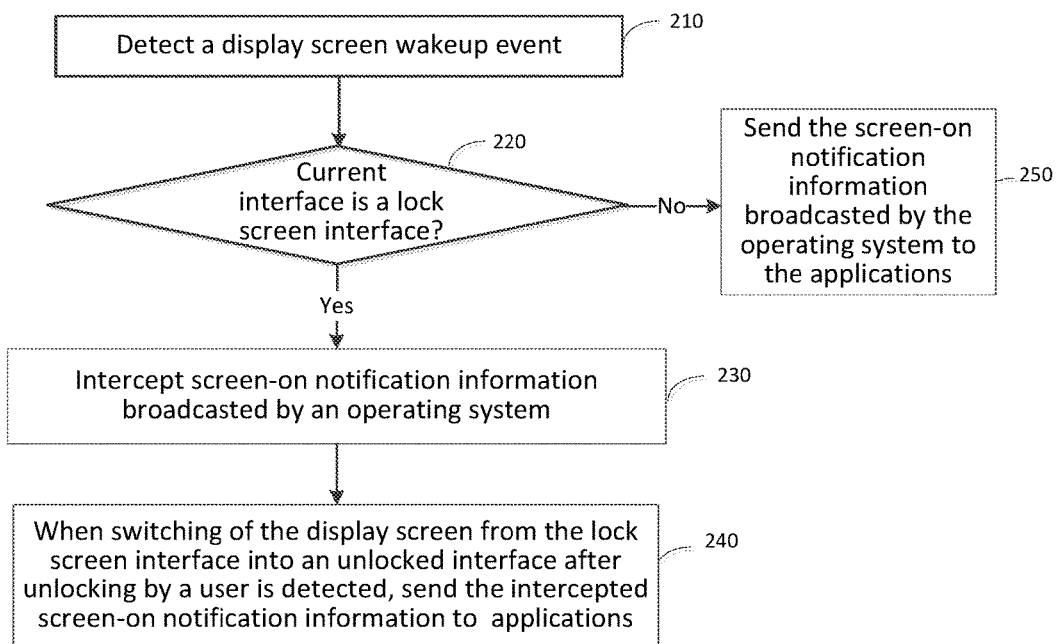 Detect a display screen wakeup event
210
Current
interface is a lock
screen interface?
220
No
Send the screen-on
notification
information
broadcasted by the
operating system to
the applications
250
Yes
Intercept screen-on notification information
broadcasted by an operating system
230
When switching of the display screen from the lock
screen interface into an unlocked interface after
unlocking by a user is detected, send the intercepted
screen-on notification information to applications
240